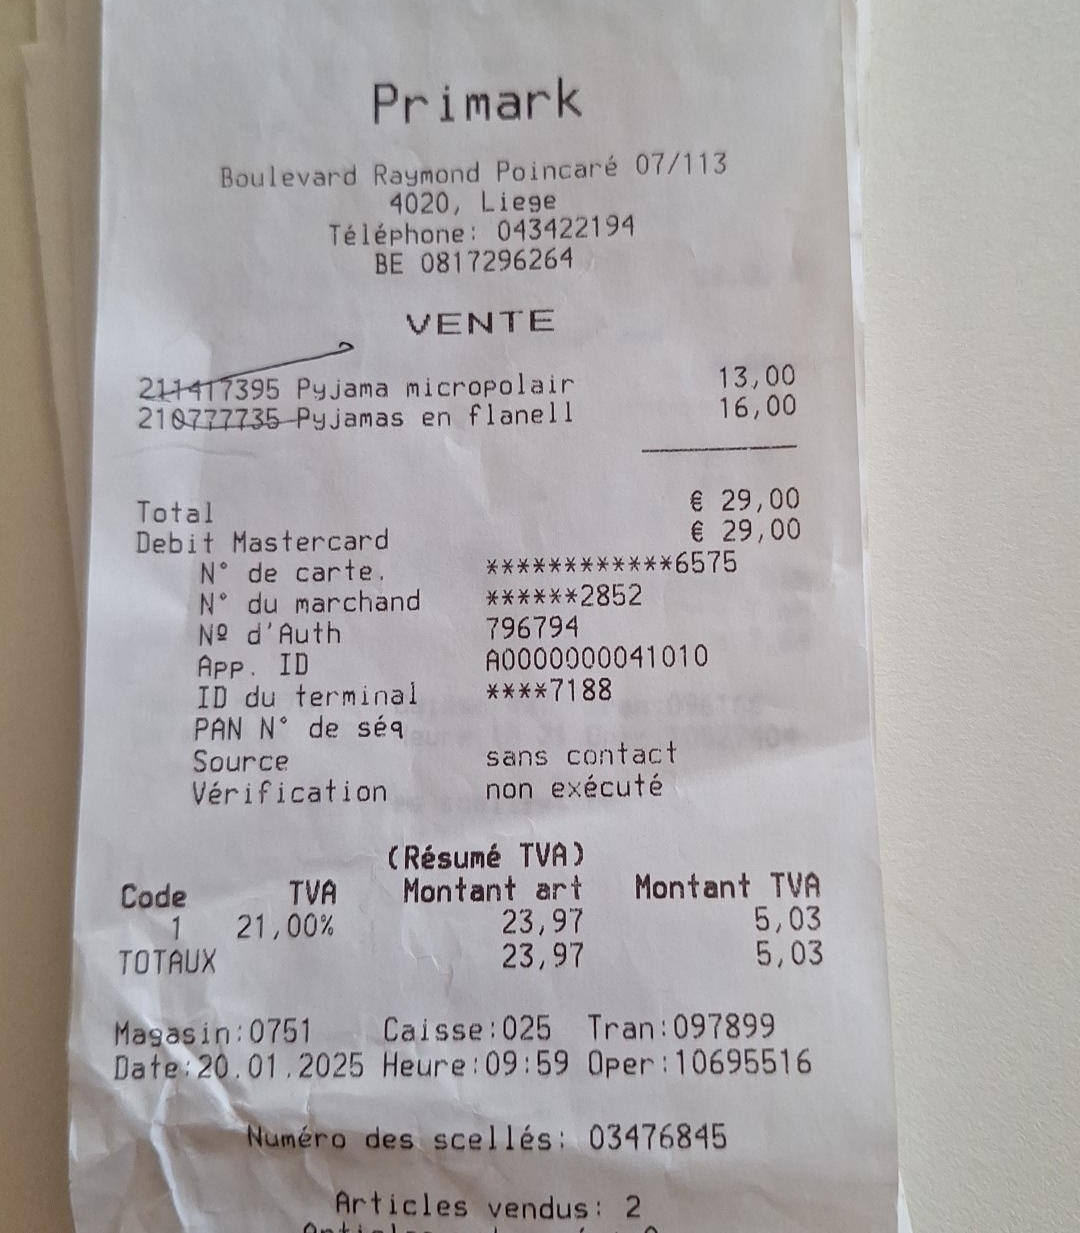 Primark
Boulevard Raymond Poincaré 07/113
4020, Liege
Téléphone: 043422194
BE 0817296264
VENTE
211417395 Pyjama micropolair 13,00
210777735 Pyjamas en flanell 16,00
Total € 29,00
Debit Mastercard € 29,00
N° de carte. ************6575
N° du marchand ******2852
Nº d'Auth 796794
App. ID A0000000041010
ID du terminal ****7188
PAN N° de séq
Source sans contact
Vérification non exécuté
(Résumé TVA)
Code TVA Montant art Montant TVA
1 21,00% 23,97 5,03
TOTAUX 23,97 5,03
Magasin:0751 Caisse:025 Tran:097899
Date:20.01.2025 Heure:09:59 Oper:10695516
Numéro des scellés: 03476845
Articles vendus: 2